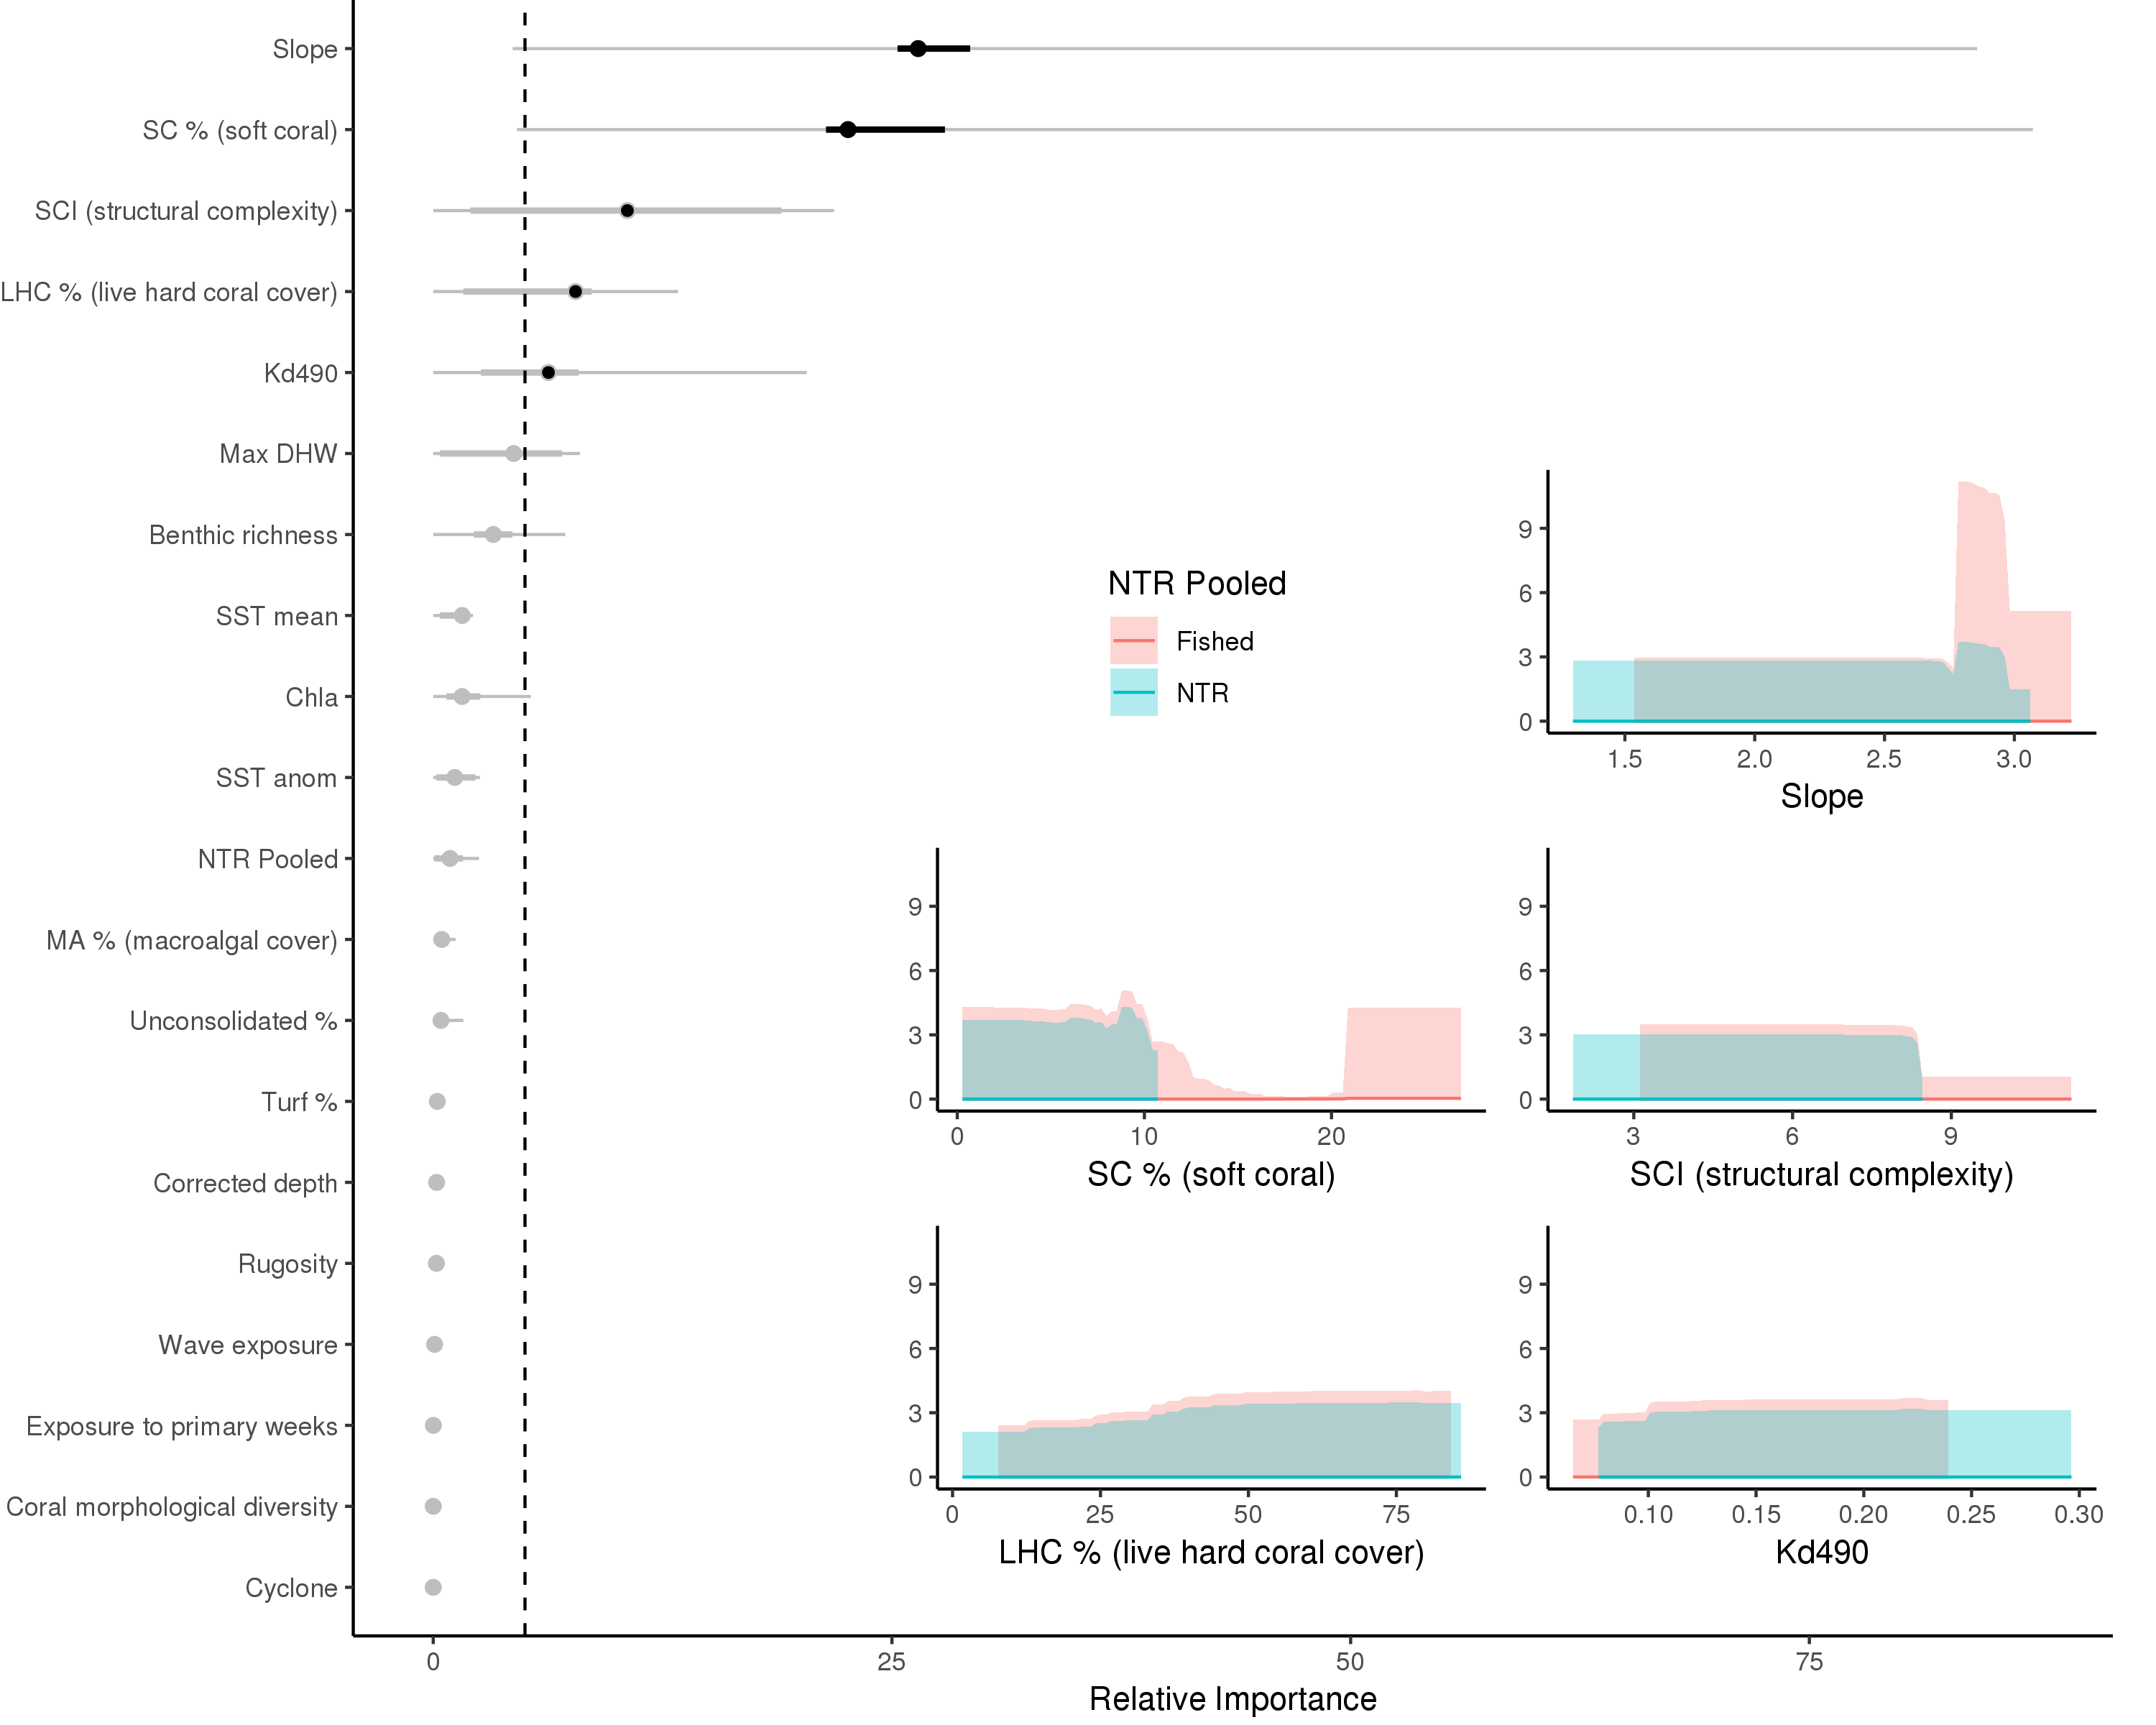 Slope
SC % (soft coral)
SCI (structural complexity)
LHC % (live hard coral cover)
Kd490
Max DHW
Benthic richness
SST mean
Chla
SST anom
NTR Pooled
MA % (macroalgal cover)
Unconsolidated %
Turf %
Corrected depth
Rugosity
Wave exposure
Exposure to primary weeks
Coral morphological diversity
Cyclone
0 25 50 75
Relative Importance
NTR Pooled
Fished
NTR
9
6
3
0
1.5 2.0 2.5 3.0
Slope
9
6
3
0
0 10 20
SC % (soft coral)
9
6
3
0
3 6 9
SCI (structural complexity)
9
6
3
0
0 25 50 75
LHC % (live hard coral cover)
9
6
3
0
0.10 0.15 0.20 0.25 0.30
Kd490